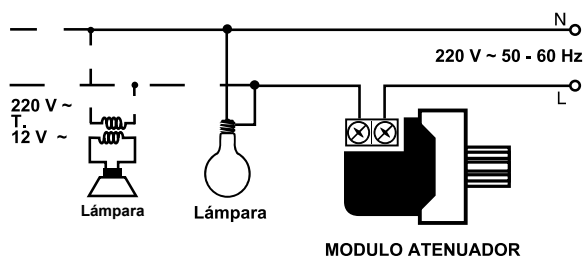 N
220 V ~ 50 - 60 Hz
L
220 V ~
T.
12 V ~
Lámpara
Lámpara
MODULO ATENUADOR